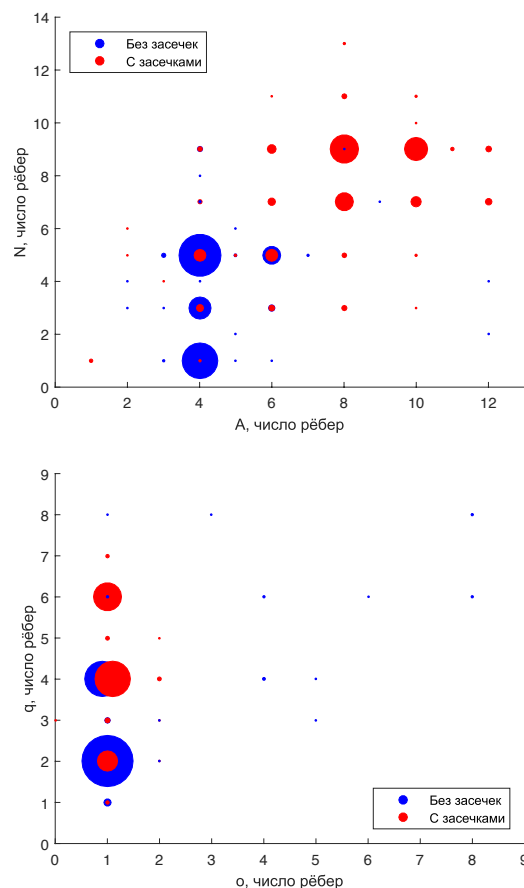 14
12
10
8
6
4
2
0
N, число рёбер
Без засечек
С засечками
0 2 4 6 8 10 12
A, число рёбер
9
8
7
6
5
4
3
2
1
0
q, число рёбер
Без засечек
С засечками
0 1 2 3 4 5 6 7 8 9
o, число рёбер